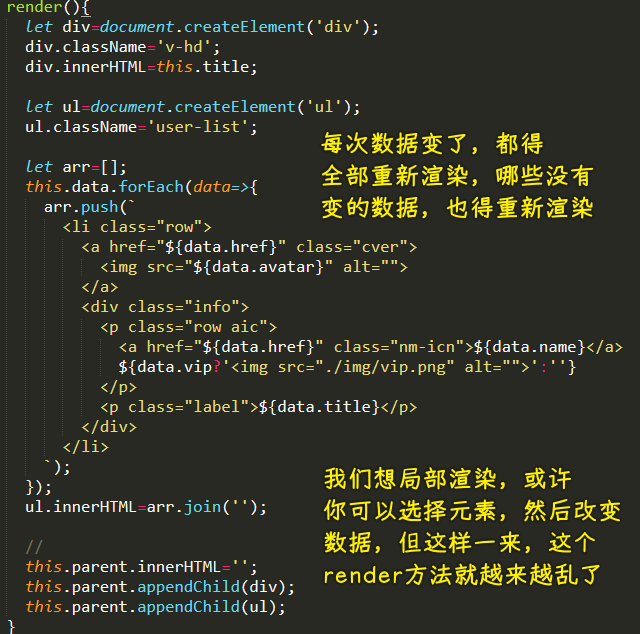 render(){
let div=document.createElement('div');
div.className='v-hd';
div.innerHTML=this.title;
let ul=document.createElement('ul');
ul.className='user-list';
每次数据变了，都得
全部重新渲染，哪些没有
变的数据，也得重新渲染
let arr=[];
this.data.forEach(data=>{
arr.push(`
<li class="row">
<a href="${data.href}" class="cver">
<img src="${data.avatar}" alt="">
</a>
<div class="info">
<p class="row aic">
<a href="${data.href}" class="nm-icn">${data.name}</a>
${data.vip?'<img src="./img/vip.png" alt="">':''}
</p>
<p class="label">${data.title}</p>
</div>
</li>
`);
});
ul.innerHTML=arr.join('');
我们想局部渲染，或许
你可以选择元素，然后改变
数据，但这样一来，这个
render方法就越来越乱了
//
this.parent.innerHTML='';
this.parent.appendChild(div);
this.parent.appendChild(ul);
}